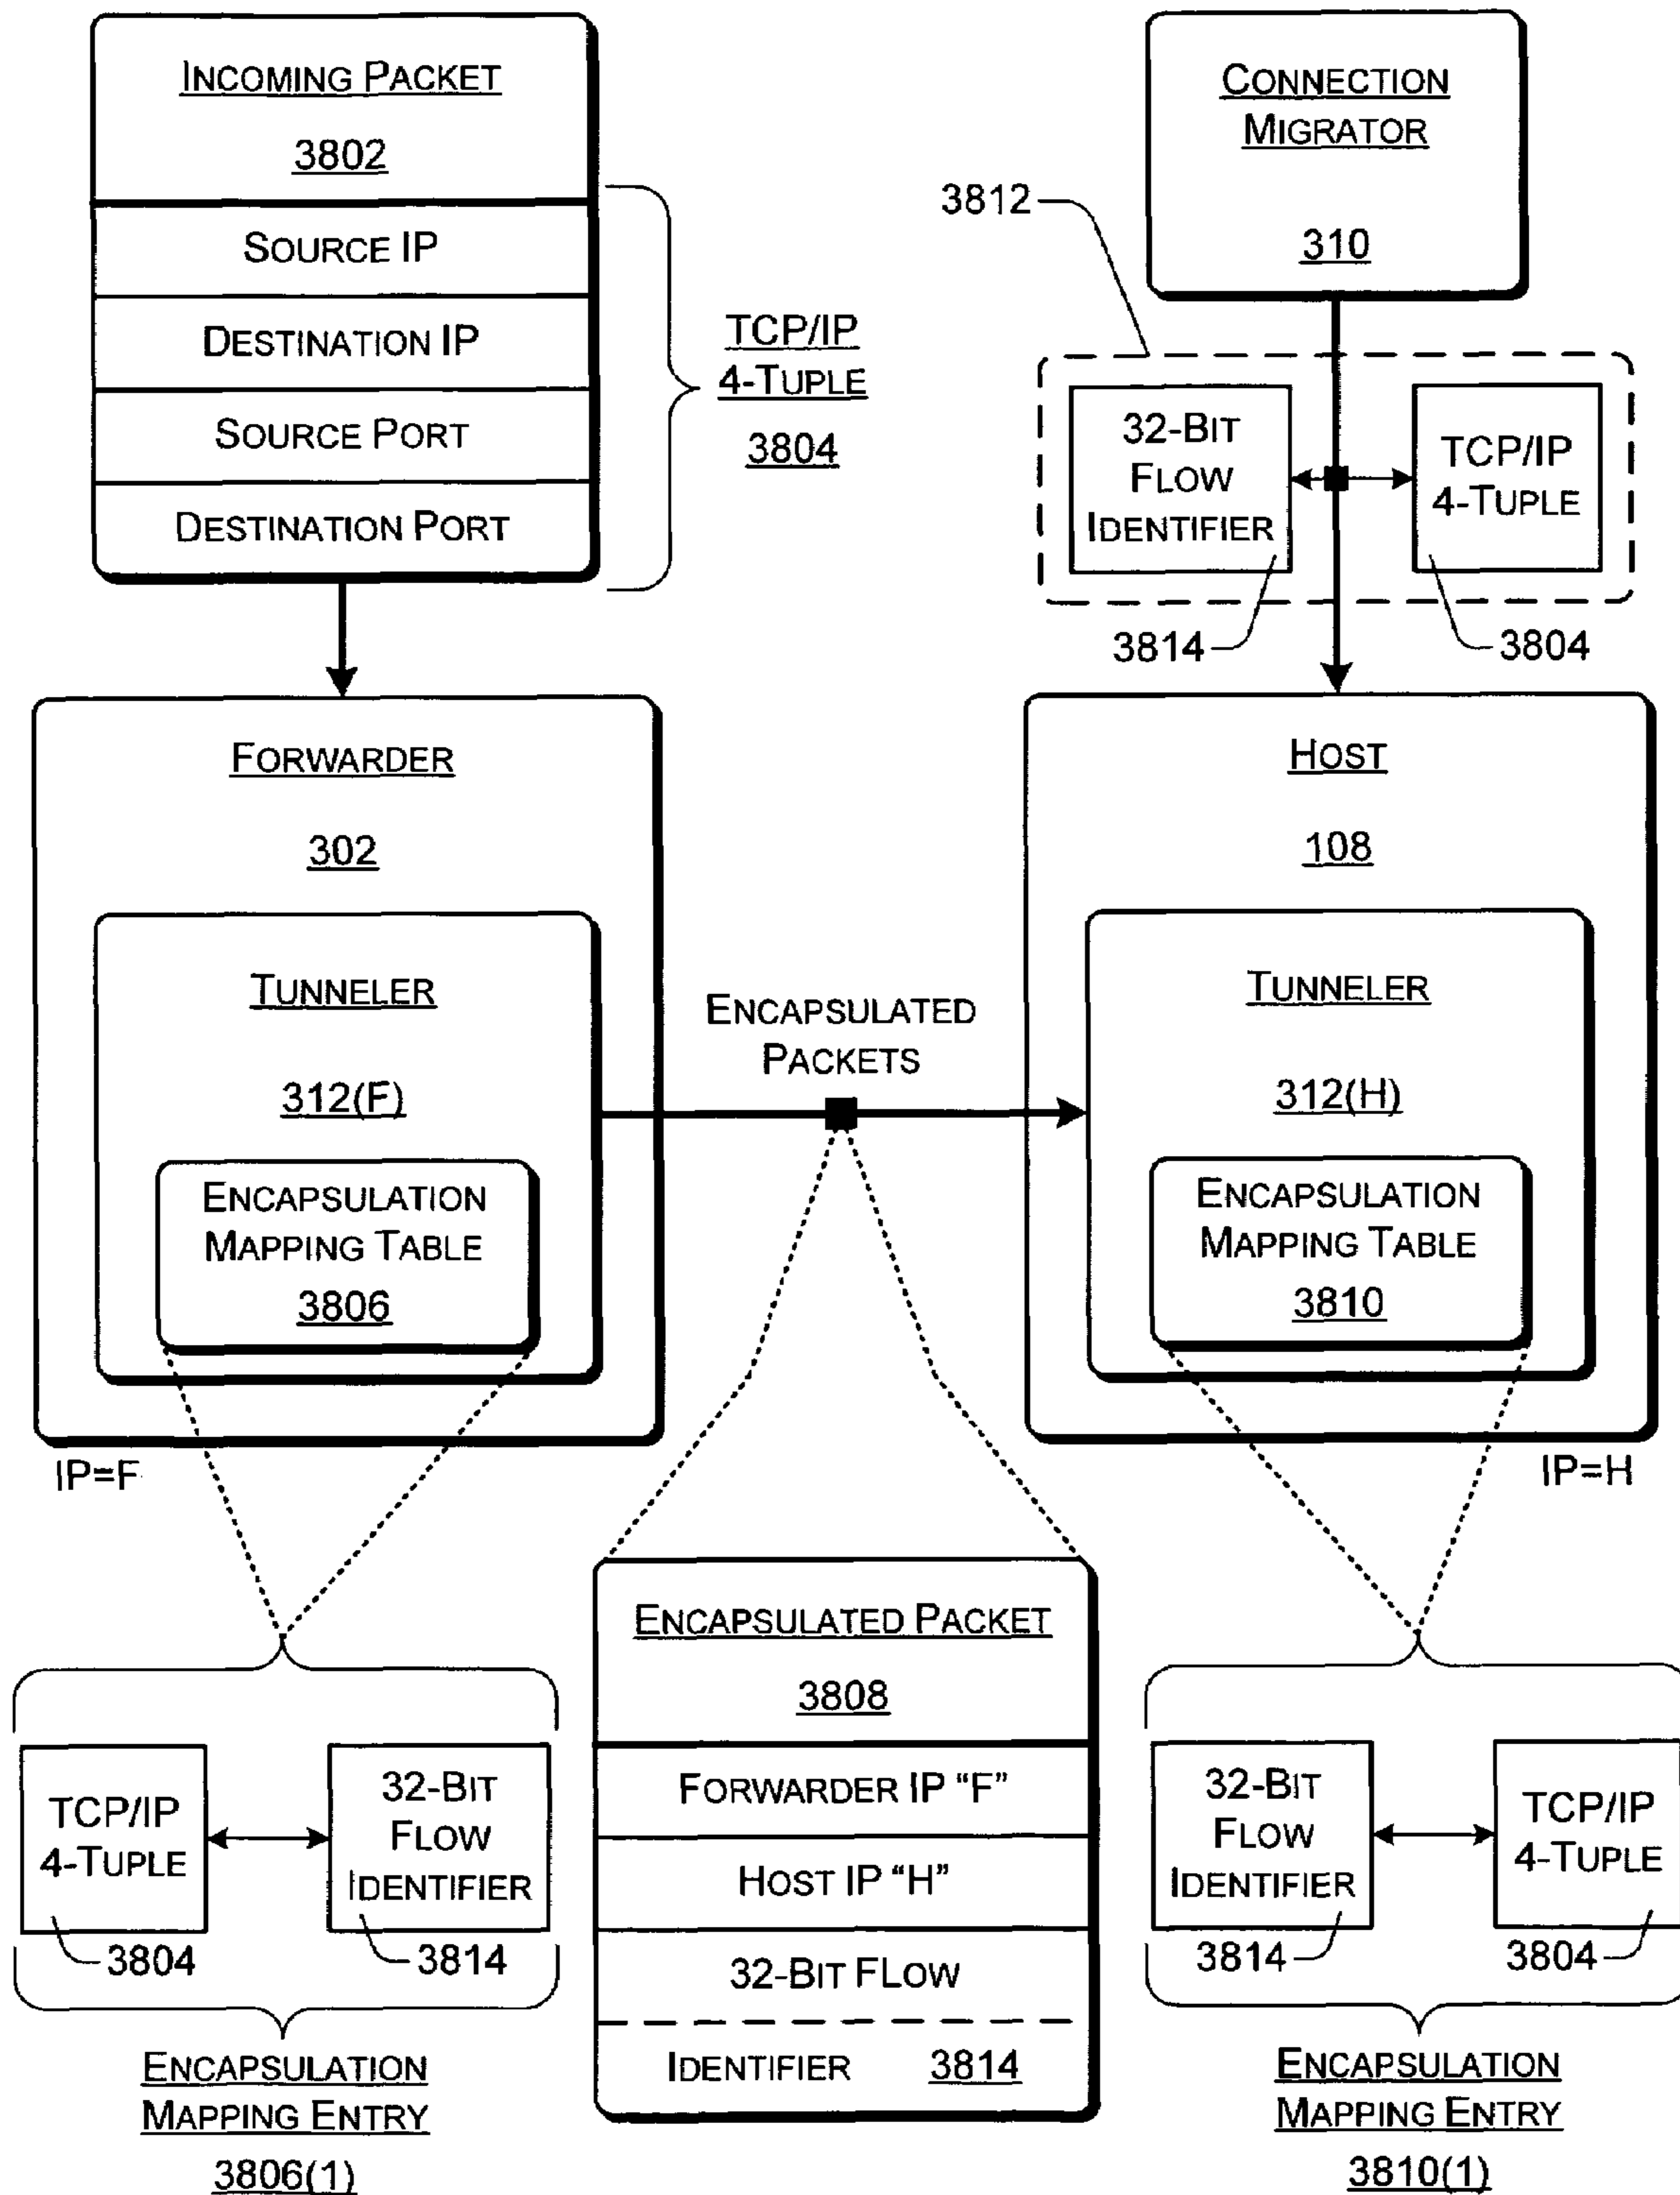 INCOMING PACKET
3802
SOURCE IP
DESTINATION IP
SOURCE PORT
DESTINATION PORT
TCP/IP
4-TUPLE
3804
CONNECTION
MIGRATOR
310
3812
32-BIT
FLOW
IDENTIFIER
TCP/IP
4-TUPLE
3814
3804
FORWARDER
302
TUNNELER
312(F)
ENCAPSULATION
MAPPING TABLE
3806
IP=F
ENCAPSULATED
PACKETS
HOST
108
TUNNELER
312(H)
ENCAPSULATION
MAPPING TABLE
3810
IP=H
TCP/IP
4-TUPLE
3804
32-BIT
FLOW
IDENTIFIER
3814
ENCAPSULATION
MAPPING ENTRY
3806(1)
ENCAPSULATED PACKET
3808
FORWARDER IP “F”
HOST IP “H”
32-BIT FLOW
IDENTIFIER 3814
32-BIT
FLOW
IDENTIFIER
3814
TCP/IP
4-TUPLE
3804
ENCAPSULATION
MAPPING ENTRY
3810(1)